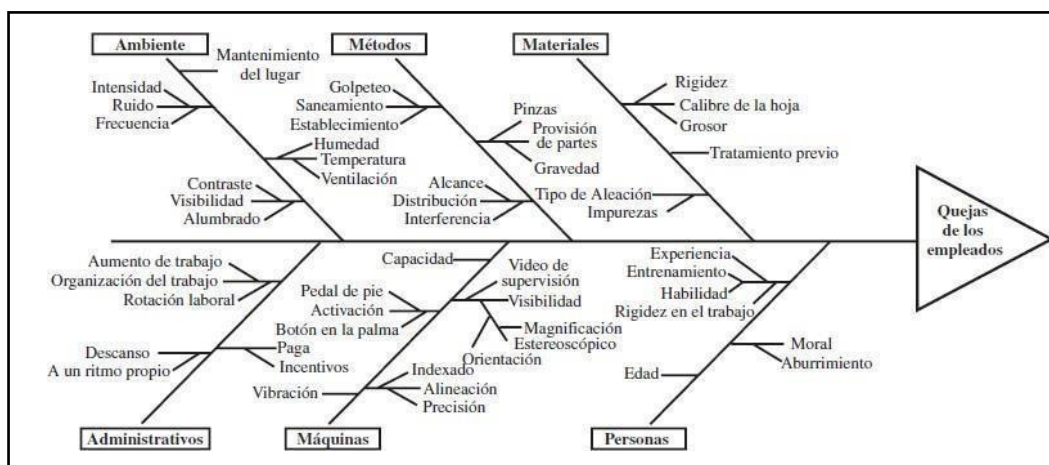 Ambiente
Métodos
Materiales
Mantenimiento
del lugar
Intensidad
Ruido
Frecuencia
Humedad
Temperatura
Ventilación
Contraste
Visibilidad
Alumbrado
Golpeteo
Saneamiento
Establecimiento
Pinzas
Provisión
de partes
Gravedad
Alcance
Distribución
Interferencia
Rigidez
Calibre de la hoja
Grosor
Tratamiento previo
Tipo de Aleación
Impurezas
Quejas
de los
empleados
Aumento de trabajo
Organización del trabajo
Rotación laboral
Descanso
A un ritmo propio
Paga
Incentivos
Capacidad
Pedal de pie
Activación
Botón en la palma
Video de
supervisión
Visibilidad
Magnificación
Estereoscópico
Orientación
Vibración
Indexado
Alineación
Precisión
Experiencia
Entrenamiento
Habilidad
Rigidez en el trabajo
Moral
Aburrimiento
Edad
Administrativos
Máquinas
Personas